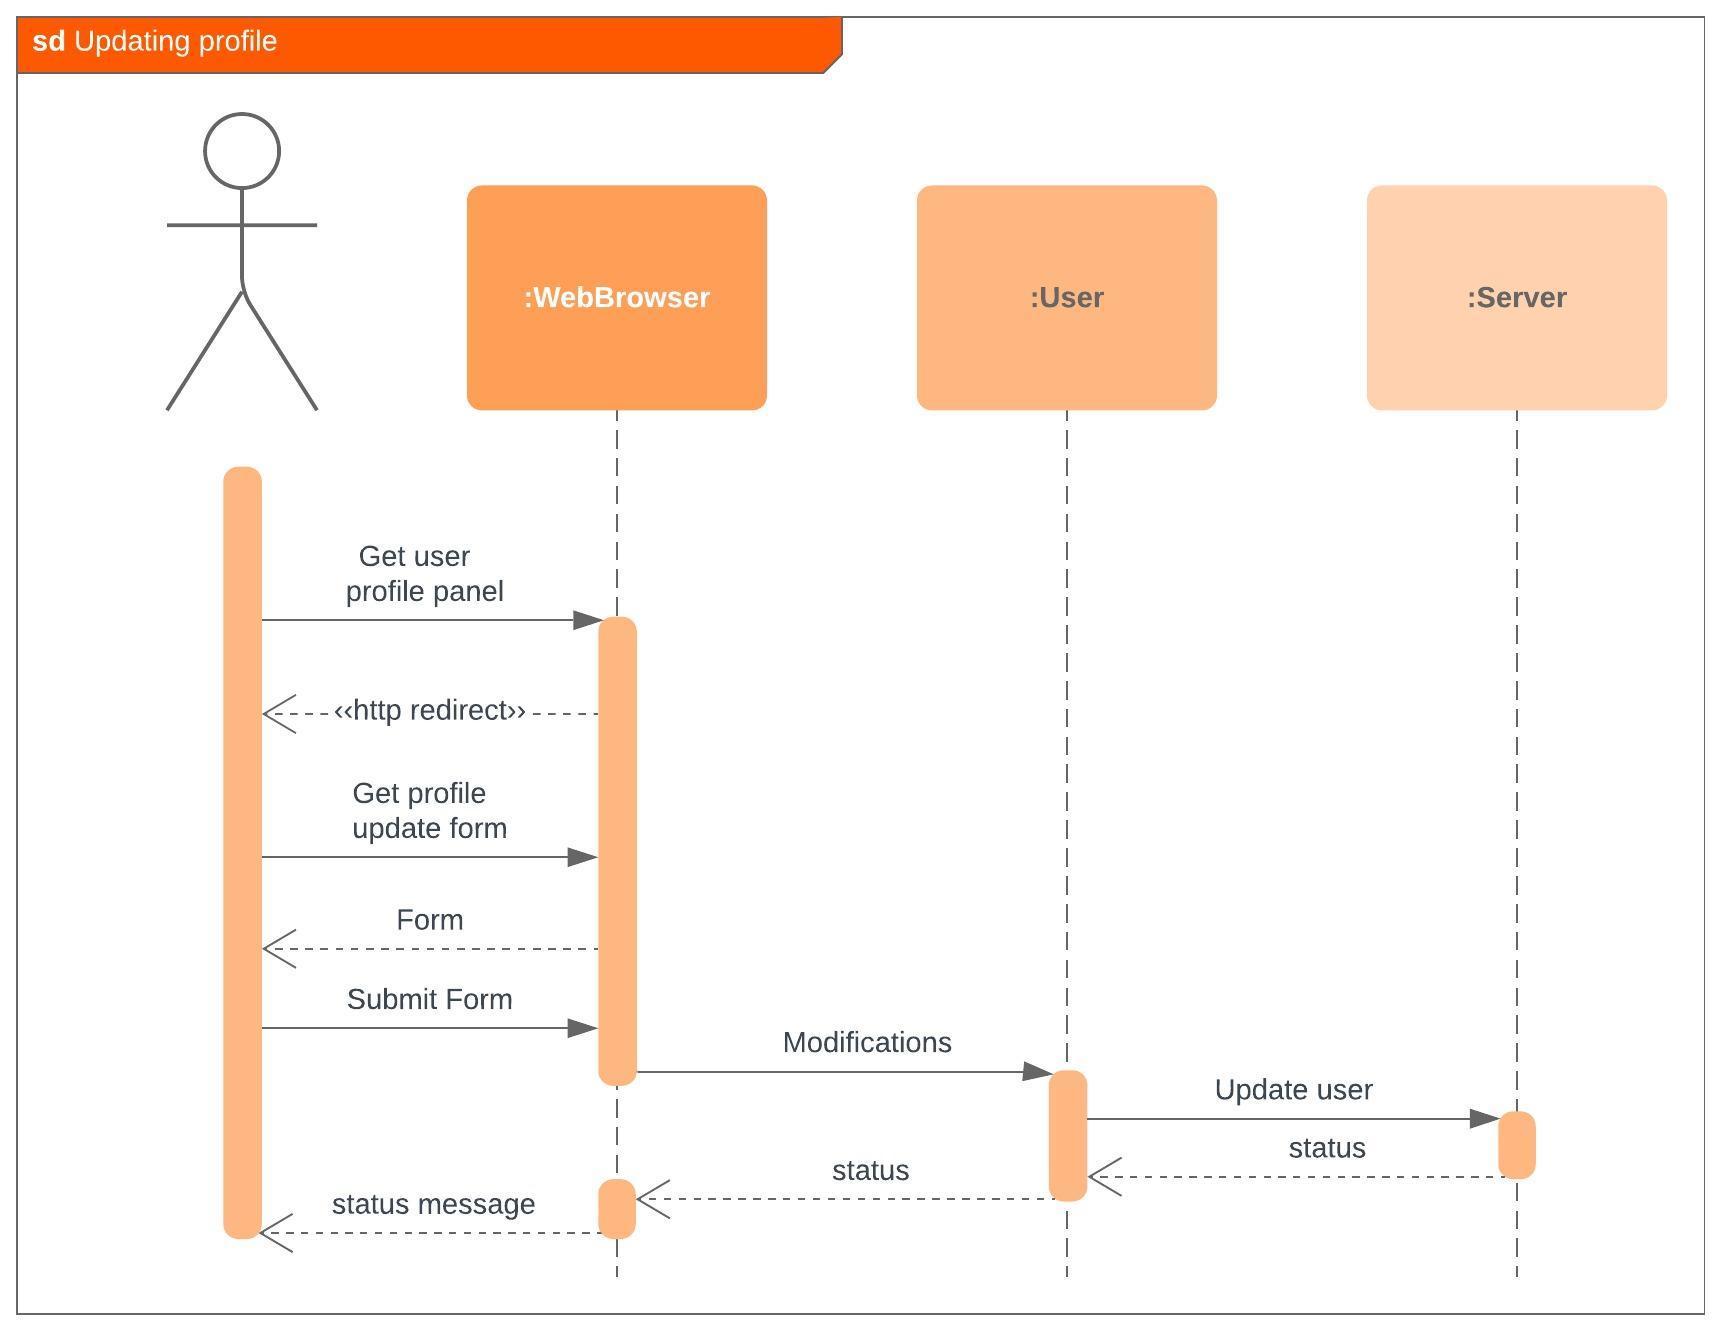 sd Updating profile
:WebBrowser
:User
:Server
Get user
profile panel
‹‹http redirect››
Get profile
update form
Form
Submit Form
Modifications
Update user
status
status
status message